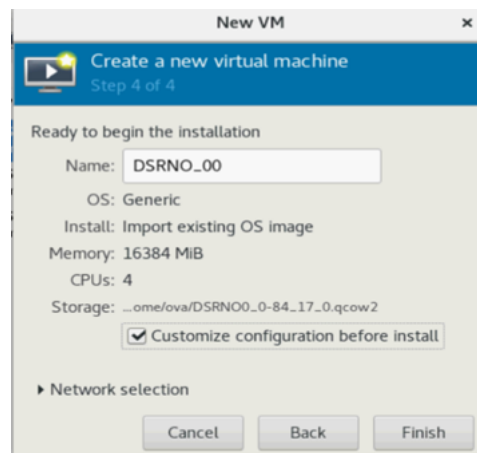 New VM ×
Create a new virtual machine
Step 4 of 4
Ready to begin the installation
Name: DSRNO_00
OS: Generic
Install: Import existing OS image
Memory: 16384 MiB
CPUs: 4
Storage: ...ome/ova/DSRNO0_0-84_17_0.qcow2
Customize configuration before install
Network selection
Cancel Back Finish